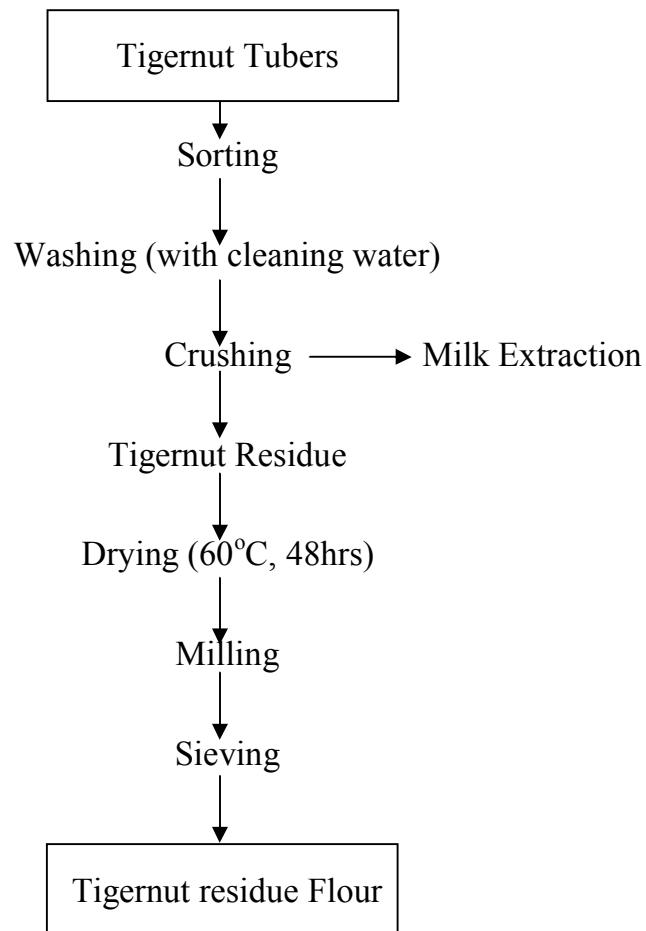 Tigernut Tubers
Sorting
Washing (with cleaning water)
Crushing
Milk Extraction
Tigernut Residue
Drying (60°C, 48hrs)
Milling
Sieving
Tigernut residue Flour